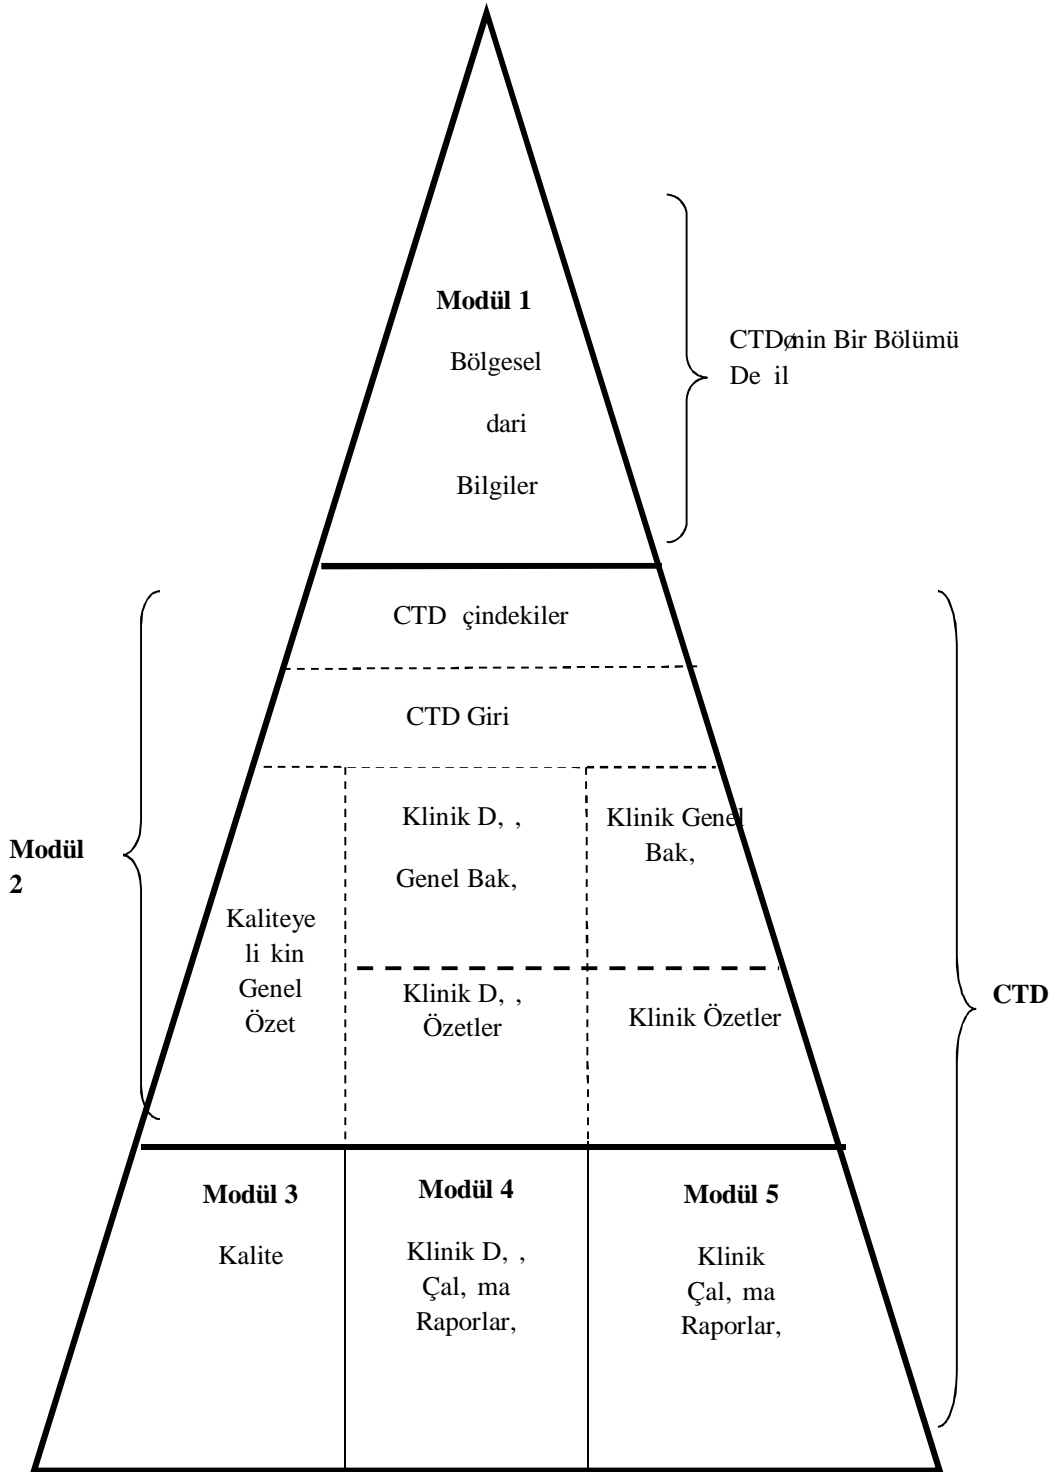 Modül 1
Bölgesel
dari
Bilgiler
CTDønin Bir Bölümü
De il
CTD çindekiler
CTD Giri
Modül
2
Kaliteye
li kin
Genel
Özet
Klinik D, ,
Genel Bak,
Klinik Genel
Bak,
Klinik D, ,
Özetler
Klinik Özetler
CTD
Modül 3
Kalite
Modül 4
Klinik D, ,
Çal, ma
Raporlar,
Modül 5
Klinik
Çal, ma
Raporlar,